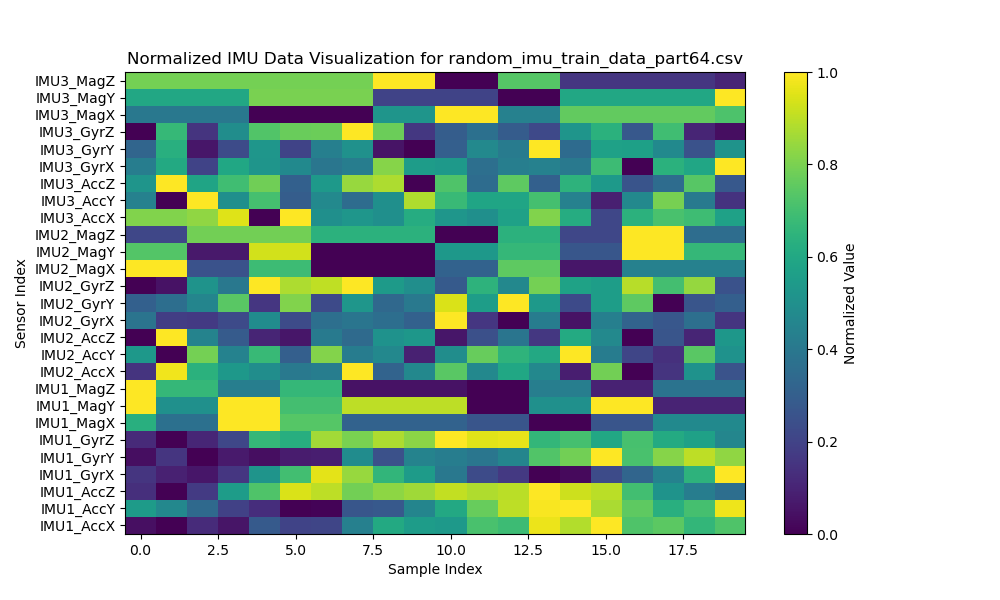 Normalized IMU Data Visualization for random_imu_train_data_part64.csv
IMU3_MagZ
IMU3_MagY
IMU3_MagX
IMU3_GyrZ
IMU3_GyrY
IMU3_GyrX
IMU3_AccZ
IMU3_AccY
IMU3_AccX
IMU2_MagZ
IMU2_MagY
IMU2_MagX
IMU2_GyrZ
IMU2_GyrY
IMU2_GyrX
IMU2_AccZ
IMU2_AccY
IMU2_AccX
IMU1_MagZ
IMU1_MagY
IMU1_MagX
IMU1_GyrZ
IMU1_GyrY
IMU1_GyrX
IMU1_AccZ
IMU1_AccY
IMU1_AccX
Sensor Index
0.0 2.5 5.0 7.5 10.0 12.5 15.0 17.5
Sample Index
1.0
0.8
0.6
0.4
0.2
0.0
Normalized Value